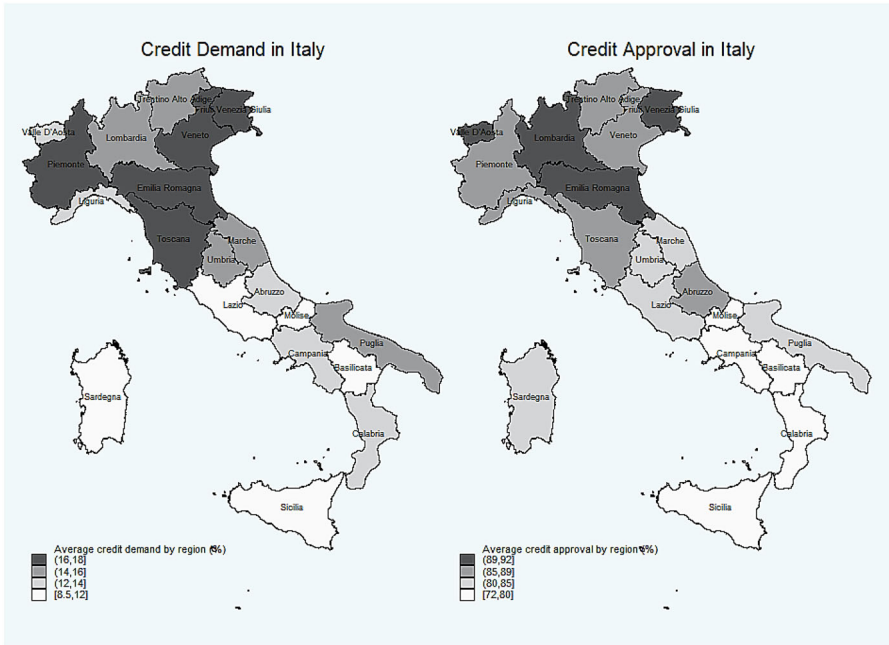 Credit Demand in Italy
Trentino Alto Adige
Friuli Venezia Giulia
Valle D'Aosta
Lombardia
Veneto
Piemonte
Emilia Romagna
Liguria
Toscana
Marche
Umbria
Abruzzo
Lazio
Molise
Puglia
Campania
Basilicata
Sardegna
Calabria
Sicilia
Average credit demand by region (%)
(16,18]
(14,16]
(12,14]
[8.5,12]
Credit Approval in Italy
Trentino Alto Adige
Friuli Venezia Giulia
Valle D'Aosta
Lombardia
Veneto
Piemonte
Emilia Romagna
Liguria
Toscana
Marche
Umbria
Abruzzo
Lazio
Molise
Puglia
Campania
Basilicata
Sardegna
Calabria
Sicilia
Average credit approval by region (%)
(89,92]
(85,89]
(80,85]
[72,80]